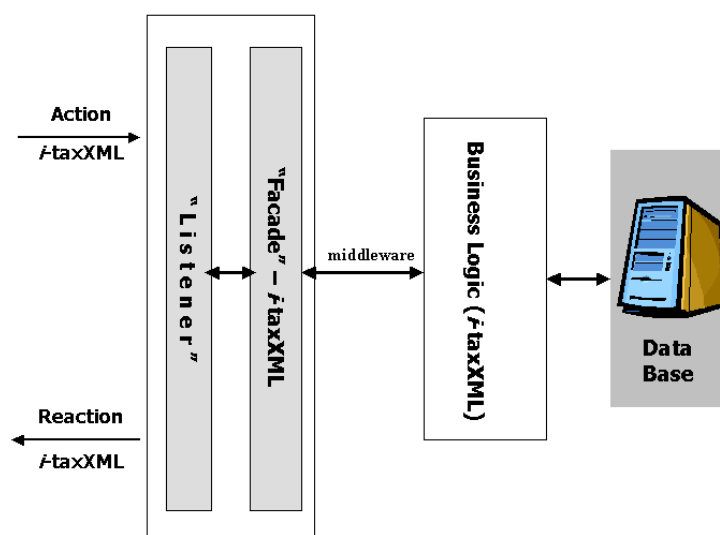 Action
i-taxXML
Reaction
i-taxXML
“Listener”
“Facade” – i-taxXML
middleware
Business Logic (i-taxXML)
Data
Base